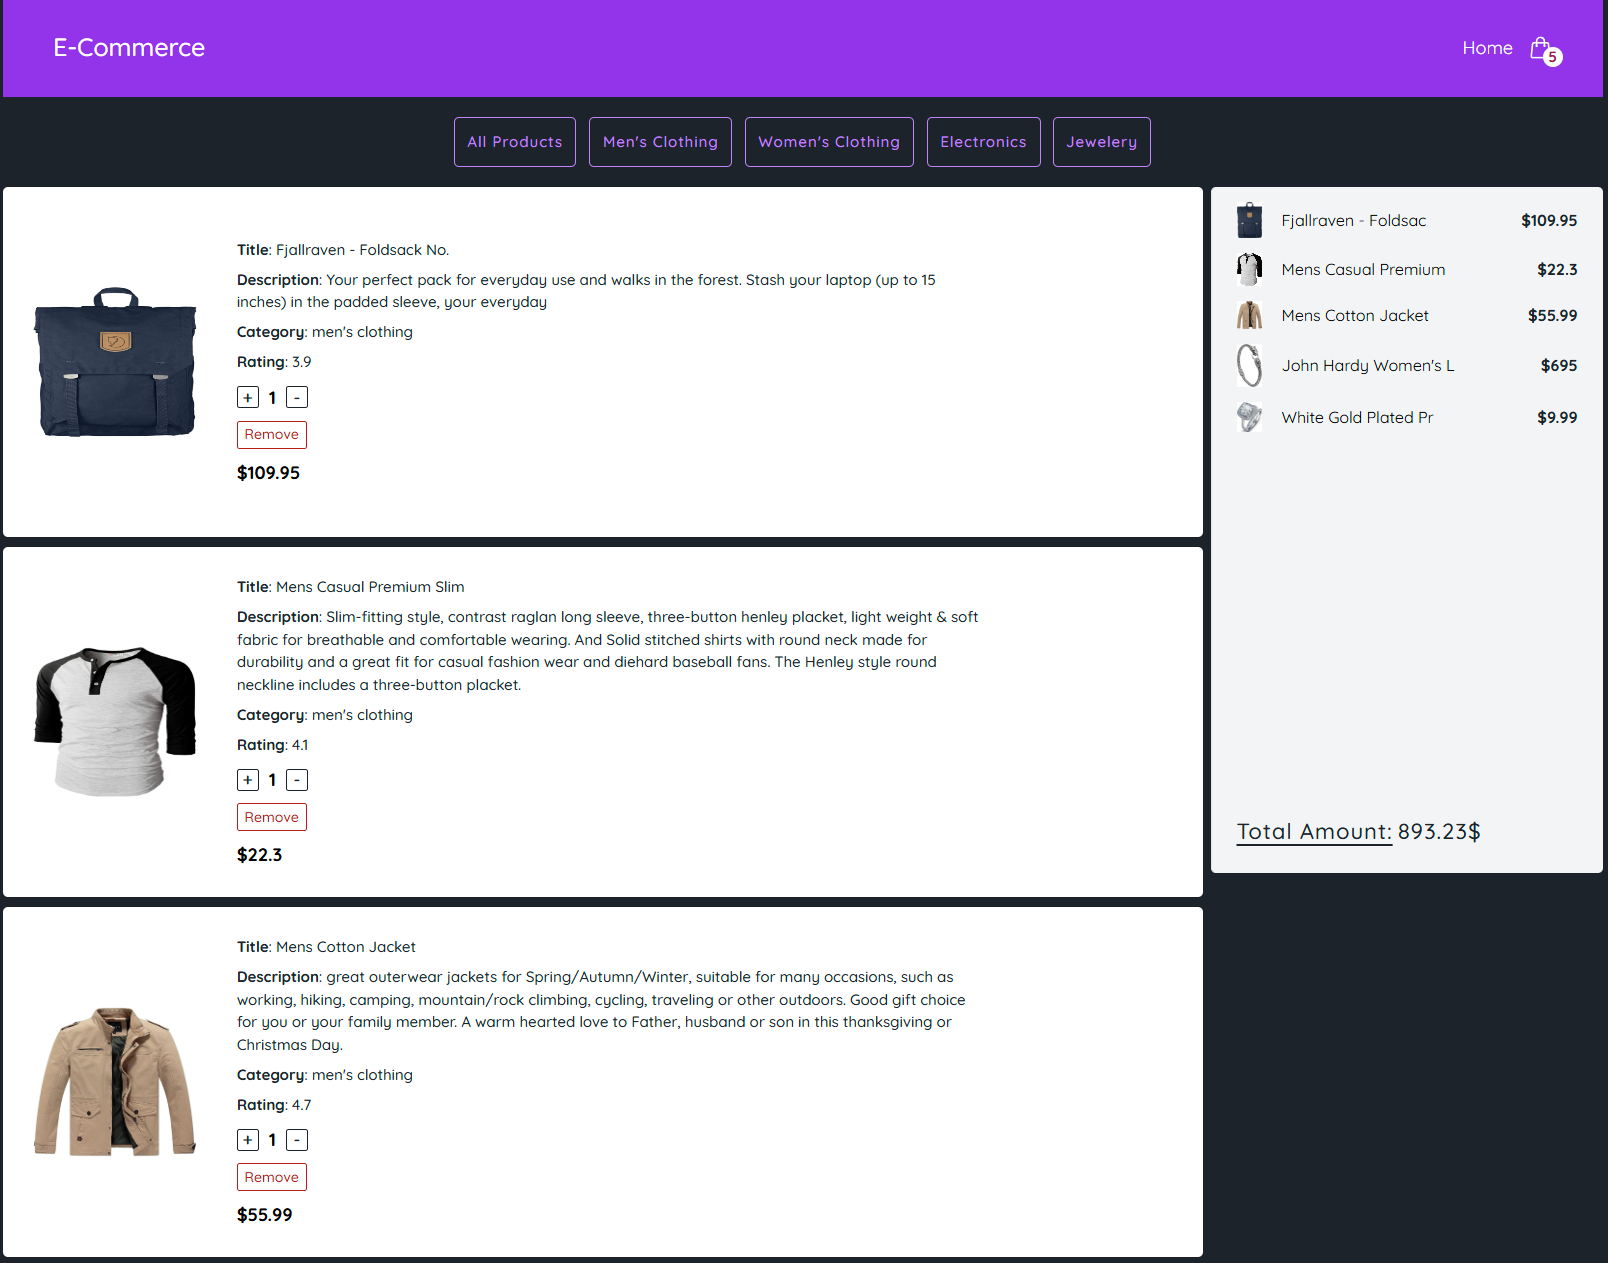 E-Commerce
Home
5
All Products
Men's Clothing
Women's Clothing
Electronics
Jewelery
Title: Fjallraven - Foldsack No.
Description: Your perfect pack for everyday use and walks in the forest. Stash your laptop (up to 15
inches) in the padded sleeve, your everyday
Category: men's clothing
Rating: 3.9
+ 1 -
Remove
$109.95
Title: Mens Casual Premium Slim
Description: Slim-fitting style, contrast raglan long sleeve, three-button henley placket, light weight & soft
fabric for breathable and comfortable wearing. And Solid stitched shirts with round neck made for
durability and a great fit for casual fashion wear and diehard baseball fans. The Henley style round
neckline includes a three-button placket.
Category: men's clothing
Rating: 4.1
+ 1 -
Remove
$22.3
Title: Mens Cotton Jacket
Description: great outerwear jackets for Spring/Autumn/Winter, suitable for many occasions, such as
working, hiking, camping, mountain/rock climbing, cycling, traveling or other outdoors. Good gift choice
for you or your family member. A warm hearted love to Father, husband or son in this thanksgiving or
Christmas Day.
Category: men's clothing
Rating: 4.7
+ 1 -
Remove
$55.99
Fjallraven - Foldsac $109.95
Mens Casual Premium $22.3
Mens Cotton Jacket $55.99
John Hardy Women's L $695
White Gold Plated Pr $9.99
Total Amount: 893.23$